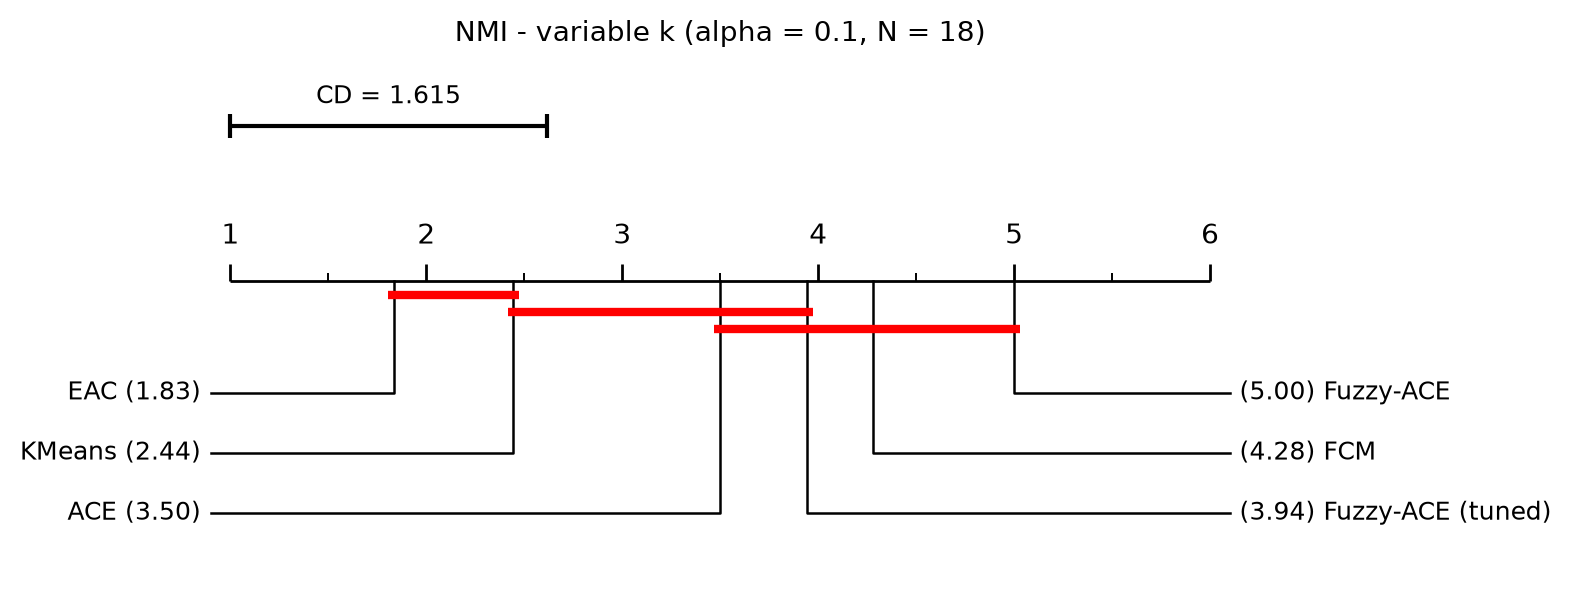 NMI - variable k (alpha = 0.1, N = 18)
CD = 1.615
1 2 3 4 5 6
EAC (1.83) (5.00) Fuzzy-ACE
KMeans (2.44) (4.28) FCM
ACE (3.50) (3.94) Fuzzy-ACE (tuned)